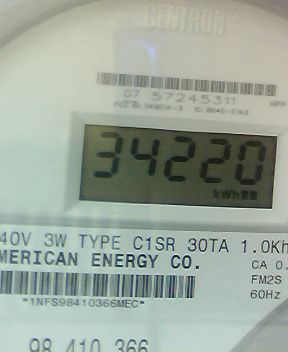 CENTRON®
07 57245311
34220
kWh
40V 3W TYPE C1SR 30TA 1.0Kh
MERICAN ENERGY CO.
CA 0.
FM2S
*1NFS98410366MEC*
60Hz
98 410 366